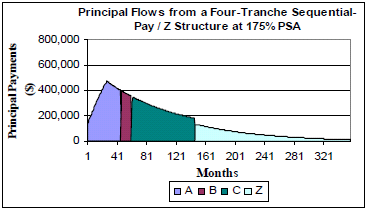 Principal Flows from a Four-Tranche Sequential-
Pay / Z Structure at 175% PSA
Principal Payments
($)
800,000
600,000
400,000
200,000
0
1 41 81 121 161 201 241 281 321
Months
A B C Z